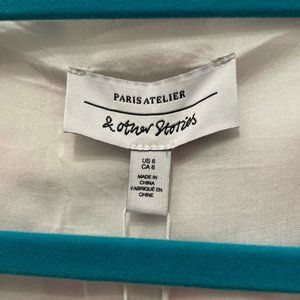 PARIS ATELIER
& other Stories
US 6
CA 6
MADE IN
CHINA
FABRIQUÉ EN
CHINE